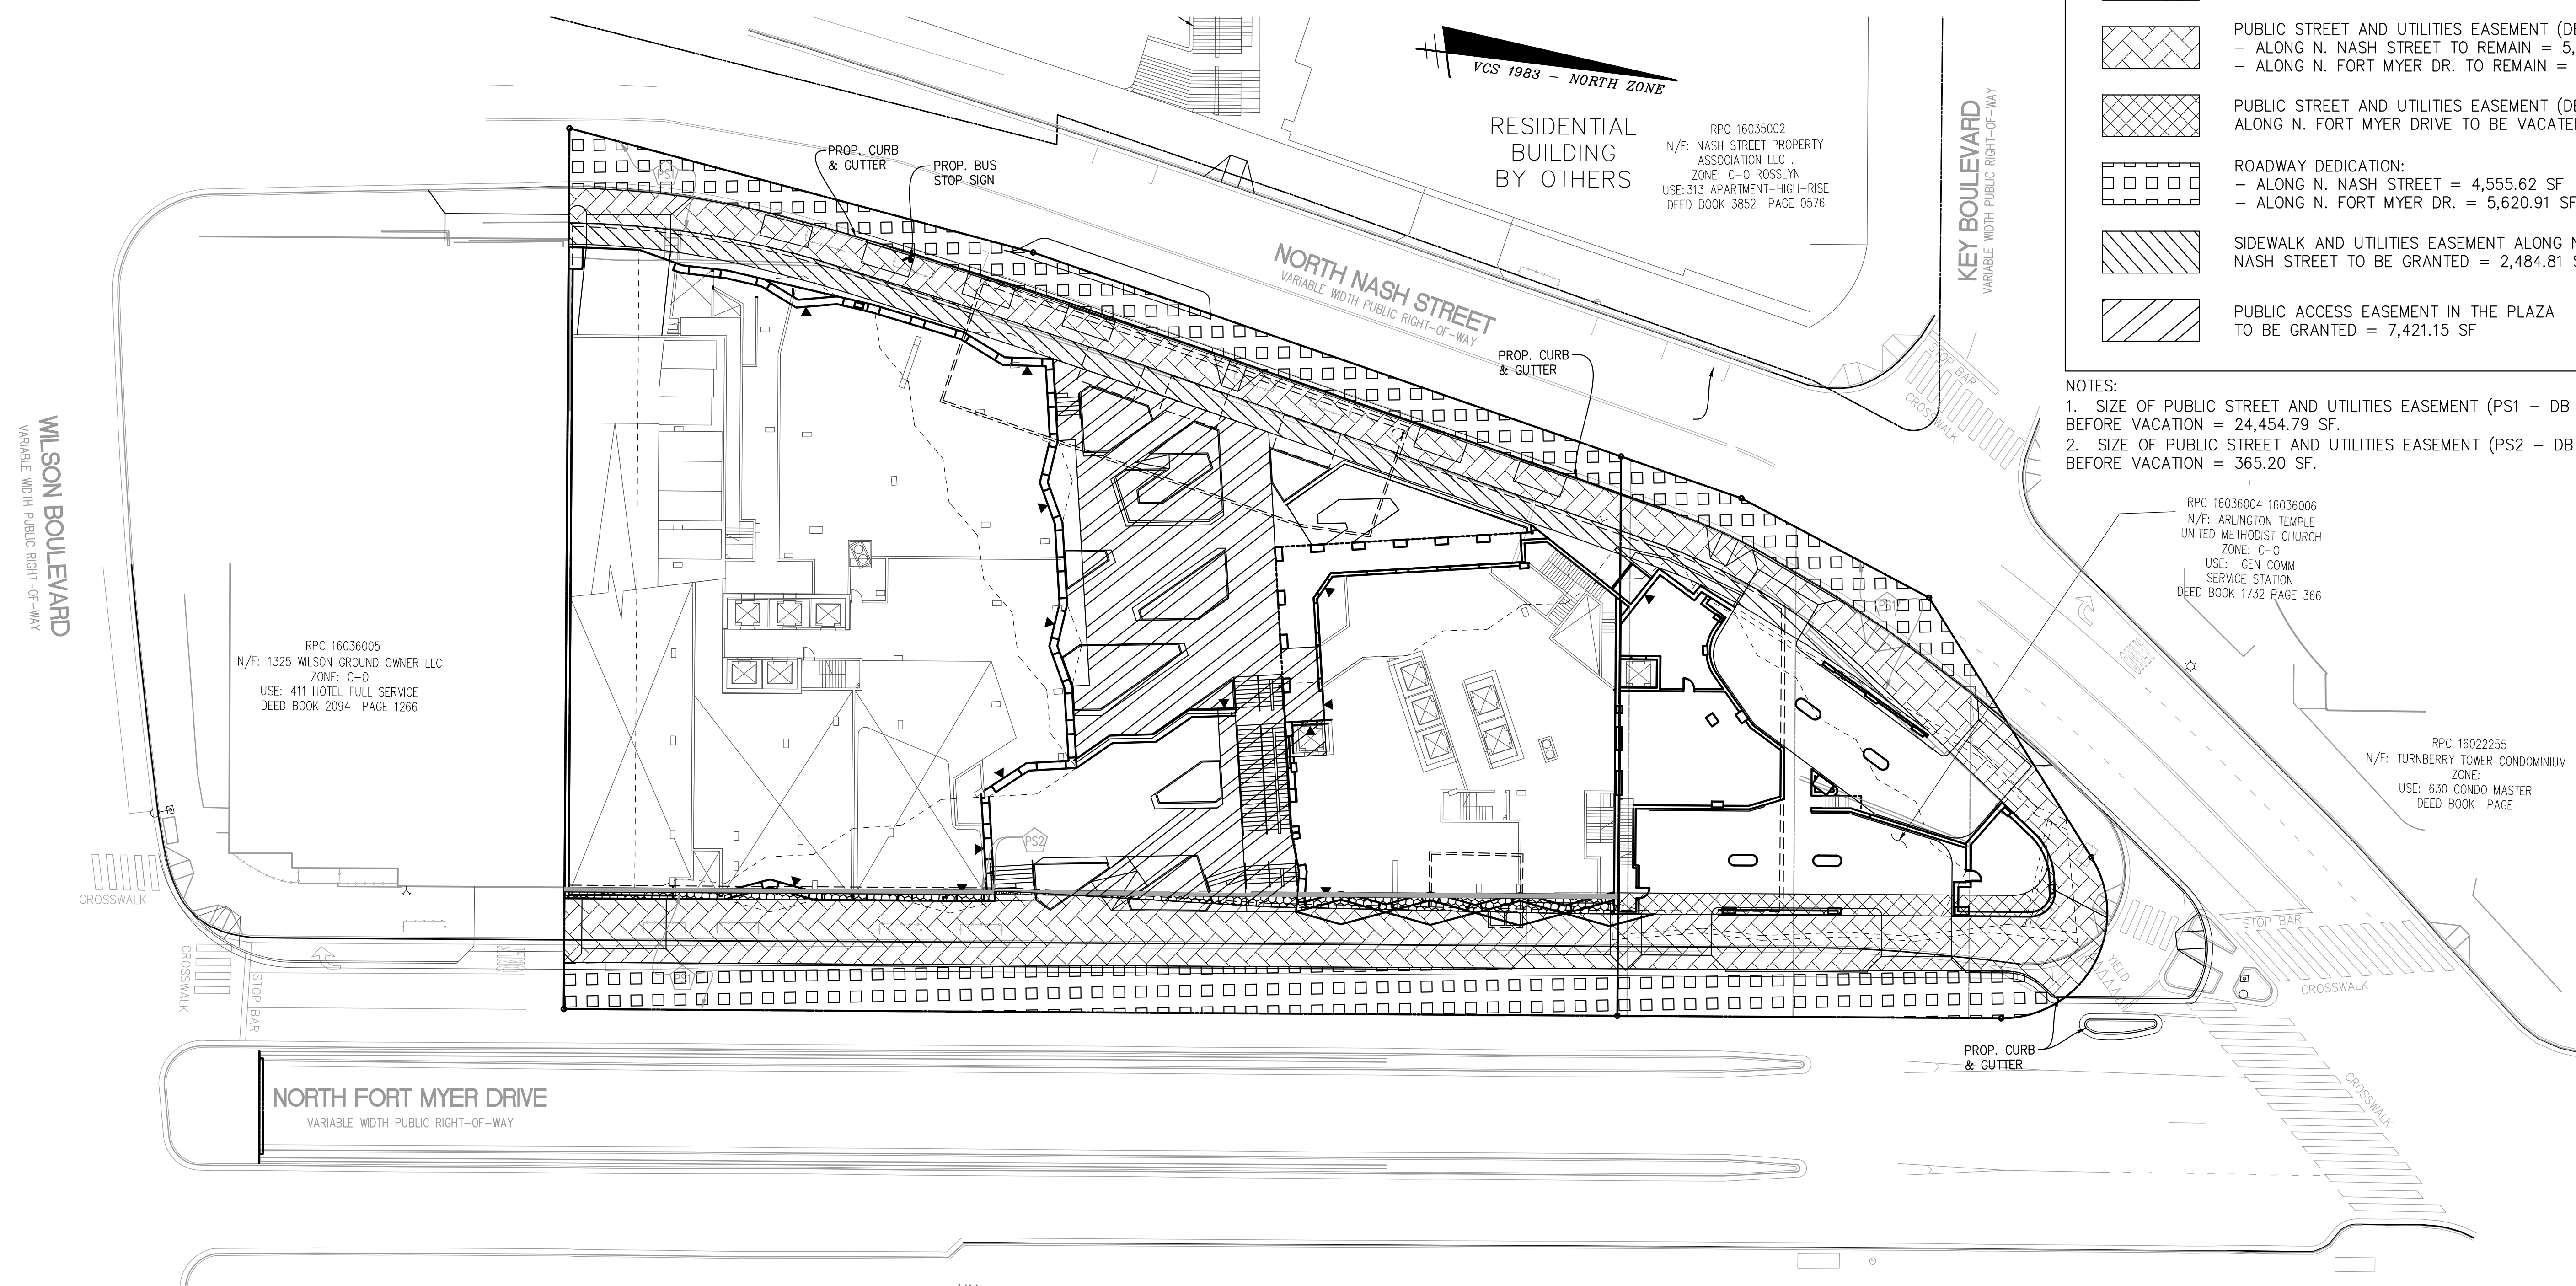 VCS 1983 – NORTH ZONE
RESIDENTIAL
BUILDING
BY OTHERS
RPC 16035002
N/F: NASH STREET PROPERTY
ASSOCIATION LLC .
ZONE: C-O ROSSLYN
USE:313 APARTMENT-HIGH-RISE
DEED BOOK 3852 PAGE 0576
KEY BOULEVARD
VARIABLE WIDTH PUBLIC RIGHT-OF-WAY
PUBLIC STREET AND UTILITIES EASEMENT
– ALONG N. NASH STREET TO REMAIN = 5,
– ALONG N. FORT MYER DR. TO REMAIN =
PUBLIC STREET AND UTILITIES EASEMENT
ALONG N. FORT MYER DRIVE TO BE
ROADWAY DEDICATION:
– ALONG N. NASH STREET = 4,555.62 SF
– ALONG N. FORT MYER DR. = 5,620.91 SF
SIDEWALK AND UTILITIES EASEMENT ALONG
NASH STREET TO BE GRANTED = 2,484.81
PUBLIC ACCESS EASEMENT IN THE PLAZA
TO BE GRANTED = 7,421.15 SF
NOTES:
1. SIZE OF PUBLIC STREET AND UTILITIES EASEMENT (PS1 – DB
BEFORE VACATION = 24,454.79 SF.
2. SIZE OF PUBLIC STREET AND UTILITIES EASEMENT (PS2 – DB
BEFORE VACATION = 365.20 SF.
PROP. CURB
& GUTTER
PROP. BUS
STOP SIGN
PS1
NORTH NASH STREET
VARIABLE WIDTH PUBLIC RIGHT-OF-WAY
PROP. CURB
& GUTTER
STOP BAR
CROSSWALK
RPC 16036004 16036006
N/F: ARLINGTON TEMPLE
UNITED METHODIST CHURCH
ZONE: C-O
USE: GEN COMM
SERVICE STATION
DEED BOOK 1732 PAGE 366
PS1
WILSON BOULEVARD
VARIABLE WIDTH PUBLIC RIGHT-OF-WAY
RPC 16036005
N/F: 1325 WILSON GROUND OWNER LLC
ZONE: C-O
USE: 411 HOTEL FULL SERVICE
DEED BOOK 2094 PAGE 1266
RPC 16022255
N/F: TURNBERRY TOWER CONDOMINIUM
ZONE:
USE: 630 CONDO MASTER
DEED BOOK PAGE
PS2
CROSSWALK
CROSSWALK
STOP BAR
PS1
STOP BAR
YIELD
CROSSWALK
PROP. CURB
& GUTTER
CROSSWALK
NORTH FORT MYER DRIVE
VARIABLE WIDTH PUBLIC RIGHT-OF-WAY